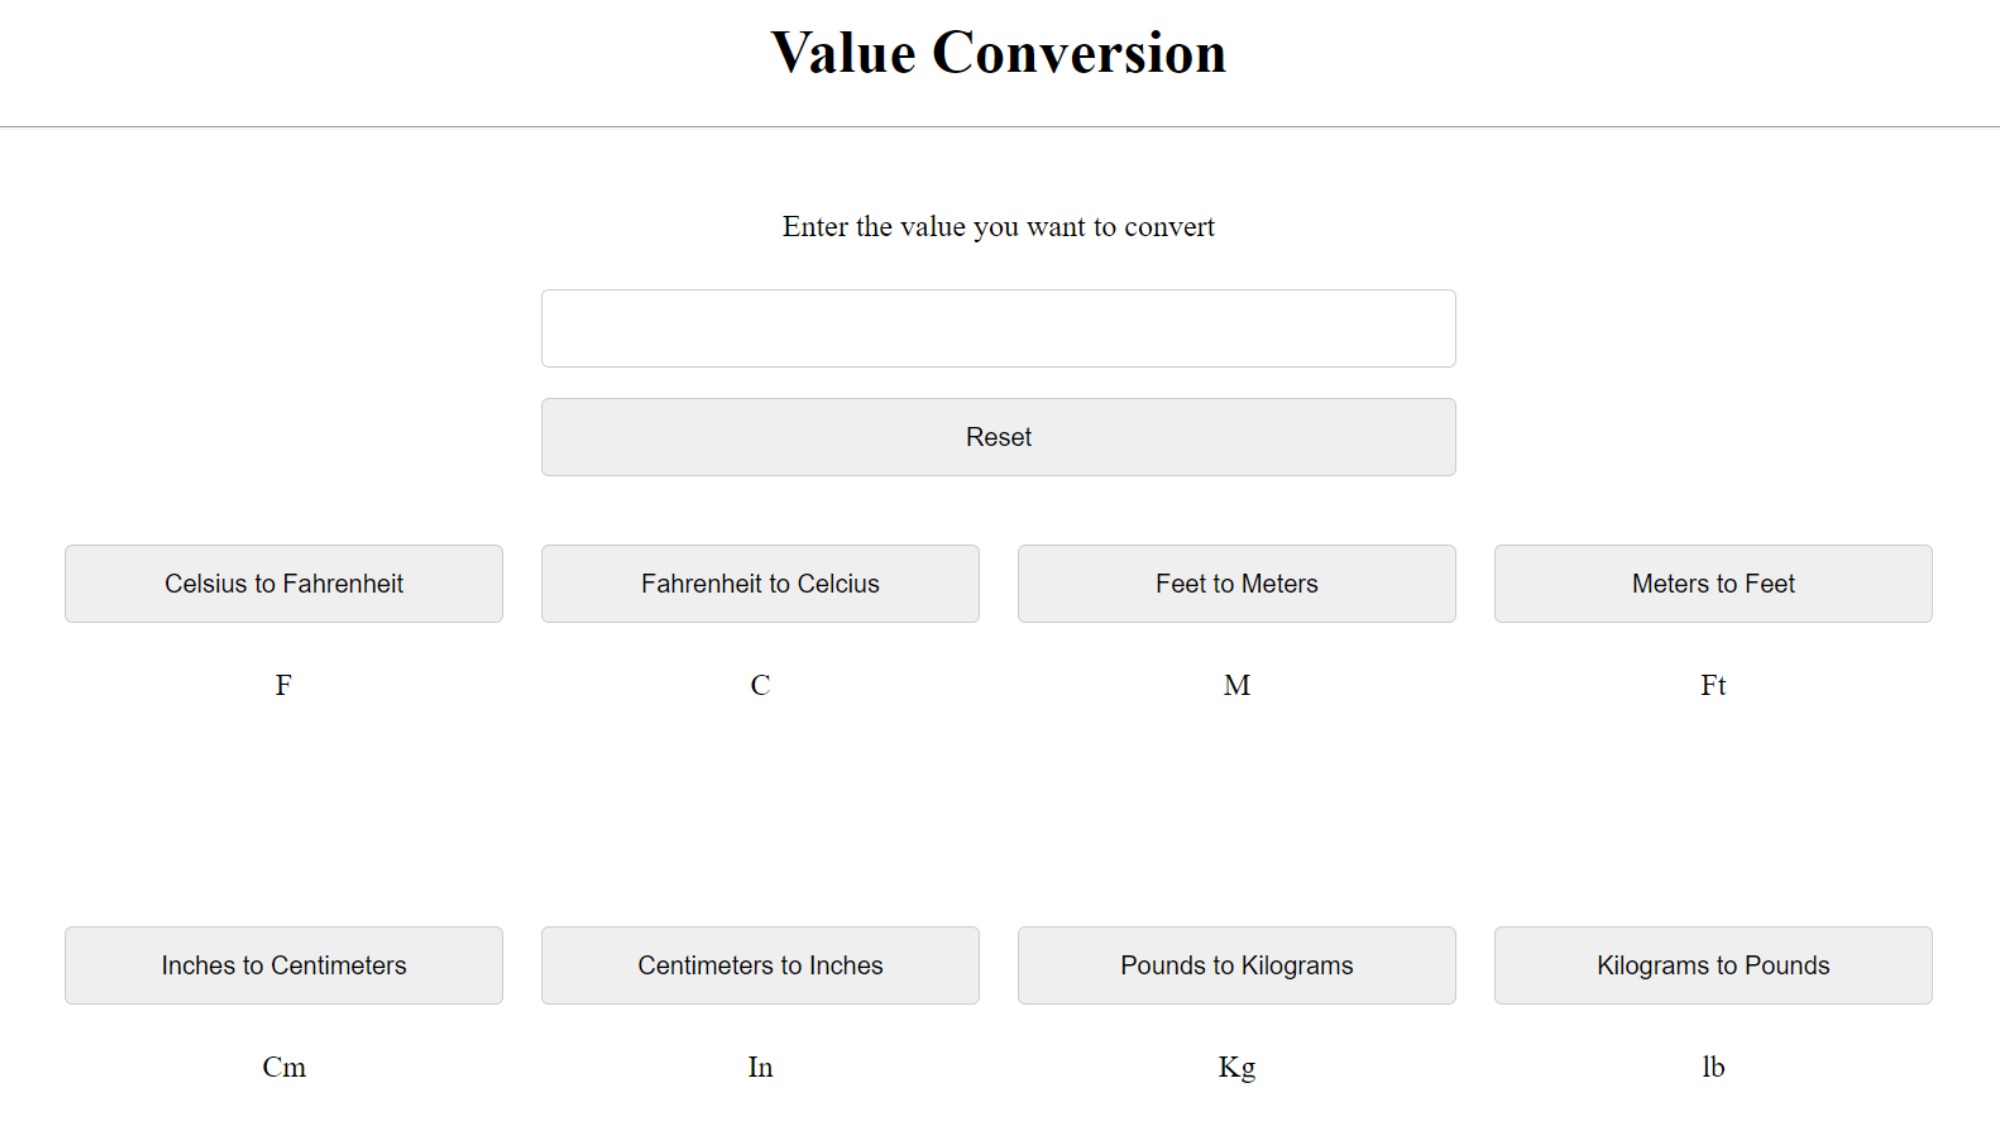 Value Conversion
Enter the value you want to convert
Reset
Celsius to Fahrenheit
Fahrenheit to Celcius
Feet to Meters
Meters to Feet
F
C
M
Ft
Inches to Centimeters
Centimeters to Inches
Pounds to Kilograms
Kilograms to Pounds
Cm
In
Kg
lb